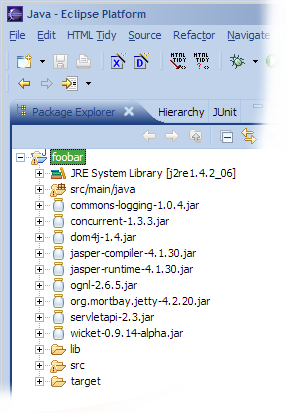 Java - Eclipse Platform
File Edit HTML Tidy Source Refactor Navigate
HTML TIDY HTML TIDY ???
X D
Package Explorer Hierarchy JUnit
foobar
JRE System Library [j2re1.4.2_06]
src/main/java
commons-logging-1.0.4.jar
concurrent-1.3.3.jar
dom4j-1.4.jar
jasper-compiler-4.1.30.jar
jasper-runtime-4.1.30.jar
ognl-2.6.5.jar
org.mortbay.jetty-4.2.20.jar
servletapi-2.3.jar
wicket-0.9.14-alpha.jar
lib
src
target